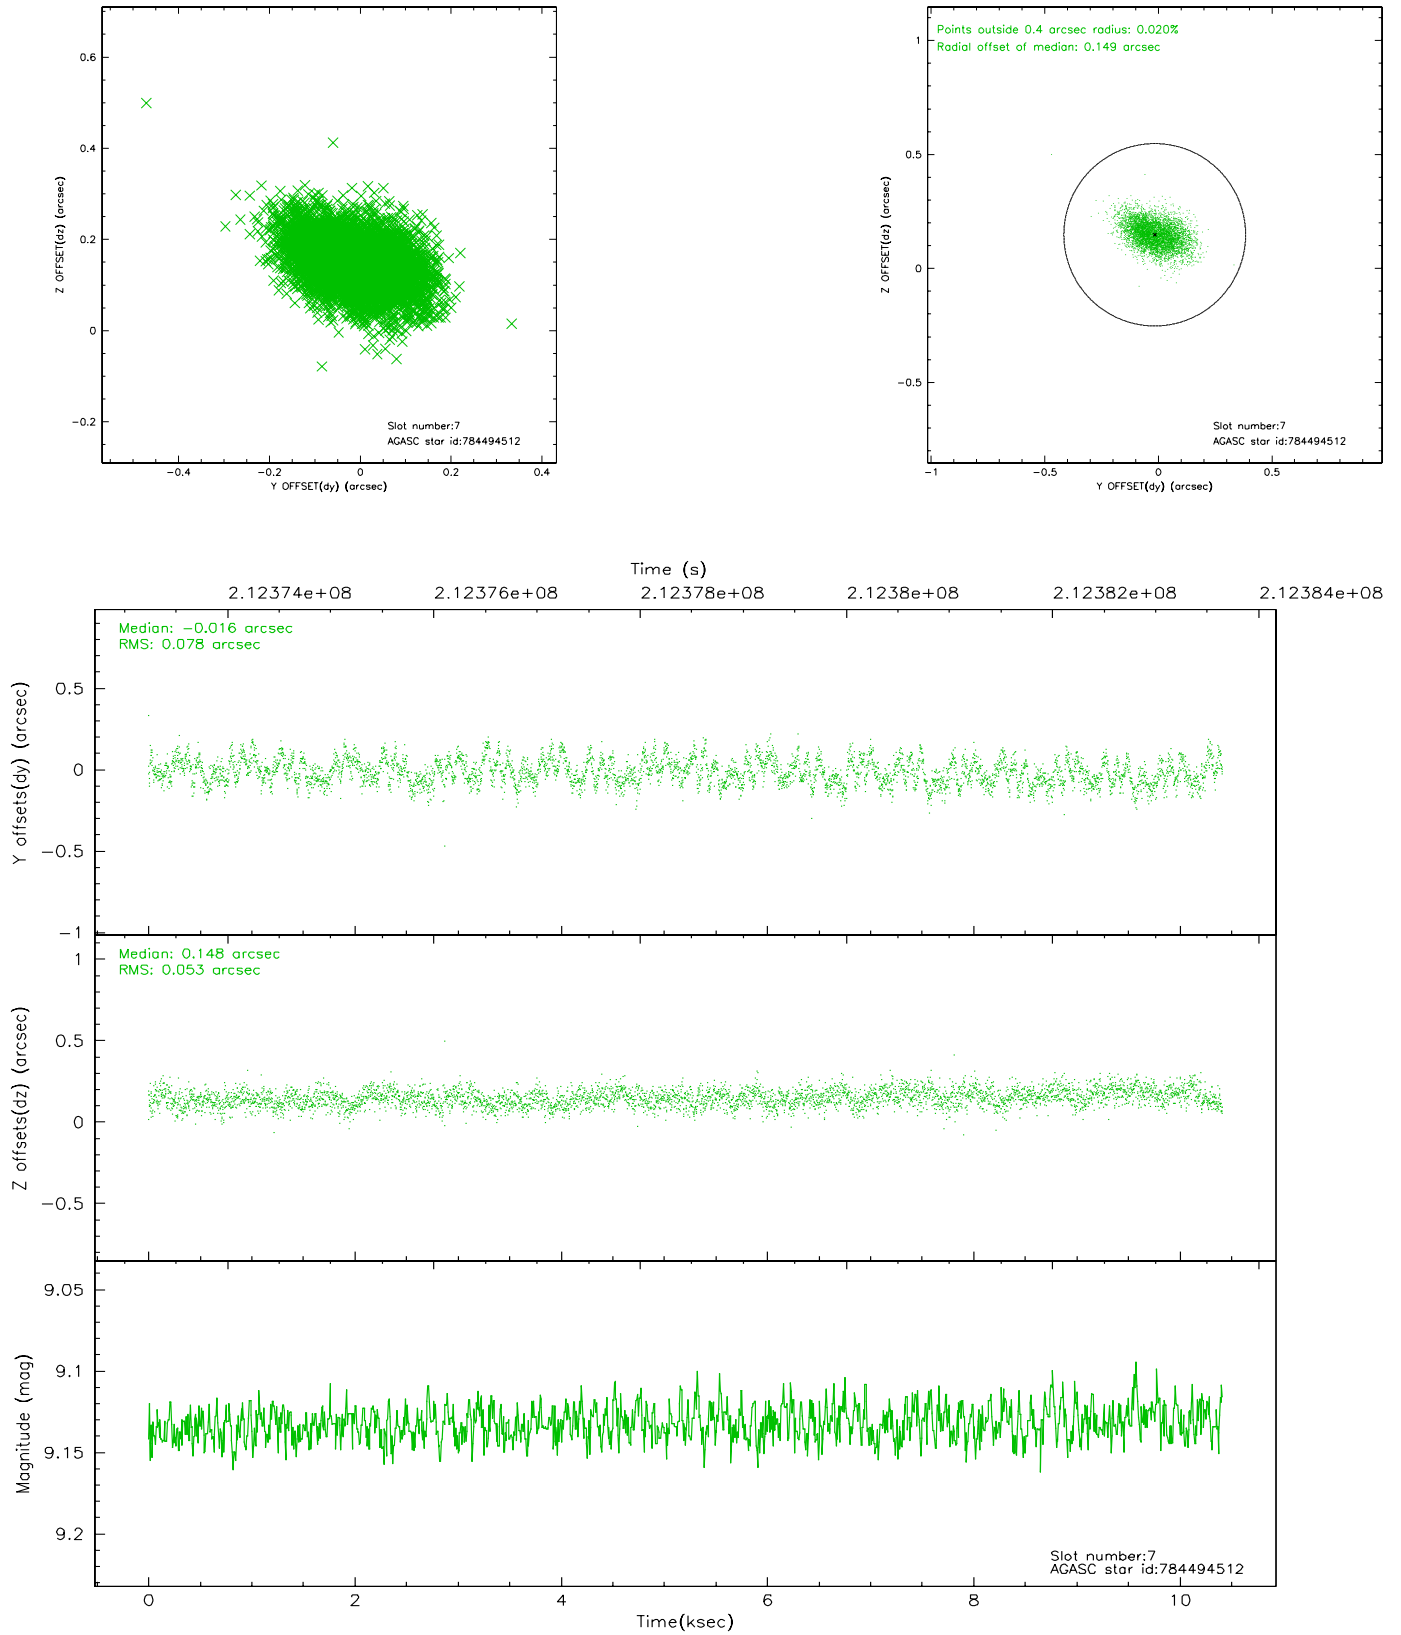 0.6
0.4
0.2
0
−0.2
Z OFFSET(dz) (arcsec)
Slot number:7
AGASC star id:784494512
−0.4
−0.2
0
0.2
0.4
Y OFFSET(dy) (arcsec)
Points outside 0.4 arcsec radius: 0.020%
Radial offset of median: 0.149 arcsec
1
0.5
0
−0.5
−1
Z OFFSET(dz) (arcsec)
Slot number:7
AGASC star id:784494512
−1
−0.5
0
0.5
Y OFFSET(dy) (arcsec)
Time (s)
2.12374e+08
2.12376e+08
2.12378e+08
2.1238e+08
2.12382e+08
2.12384e+08
Median: −0.016 arcsec
RMS: 0.078 arcsec
0.5
0
−0.5
−1
Y offsets(dy) (arcsec)
Median: 0.148 arcsec
RMS: 0.053 arcsec
1
0.5
0
−0.5
Z offsets(dz) (arcsec)
9.05
9.1
9.15
9.2
Magnitude (mag)
Slot number:7
AGASC star id:784494512
0
2
4
6
8
10
Time(ksec)